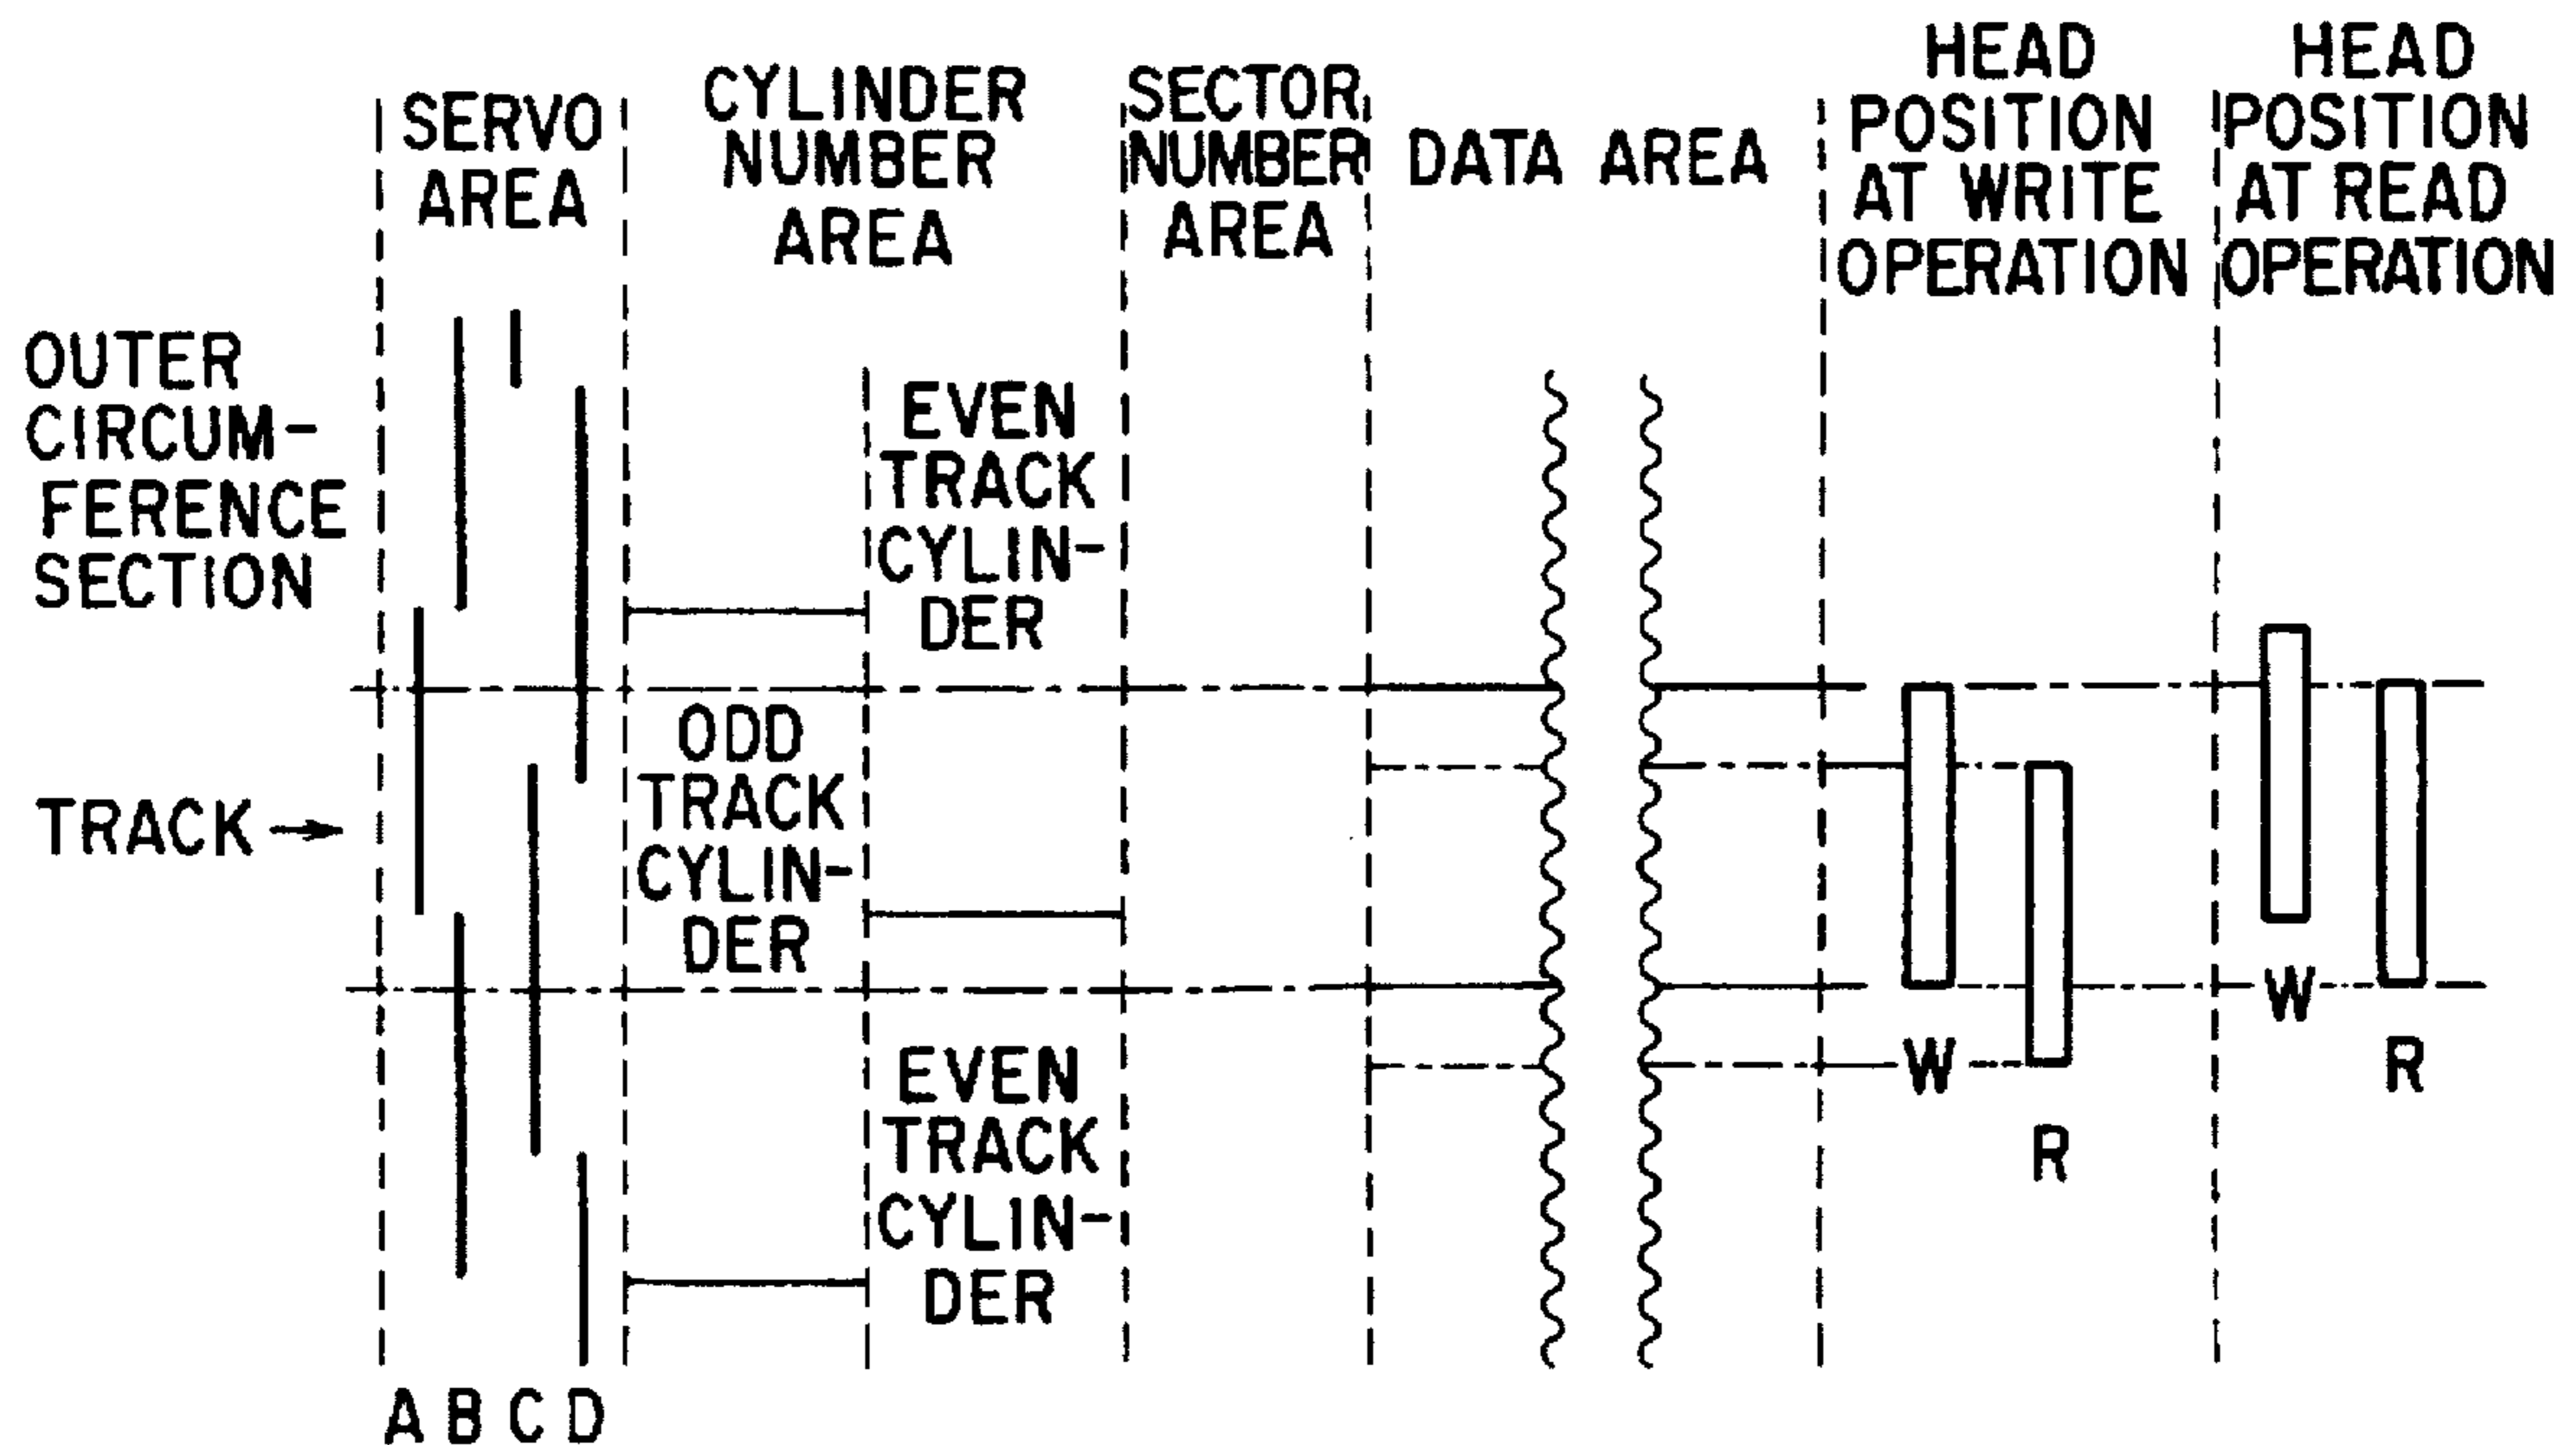 SERVO
AREA
CYLINDER
NUMBER
AREA
SECTOR
NUMBER
AREA
DATA AREA
HEAD
POSITION
AT WRITE
OPERATION
HEAD
POSITION
AT READ
OPERATION
OUTER
CIRCUM-
FERENCE
SECTION
TRACK
EVEN
TRACK
CYLIN-
DER
ODD
TRACK
CYLIN-
DER
EVEN
TRACK
CYLIN-
DER
W
R
W
R
A B C D